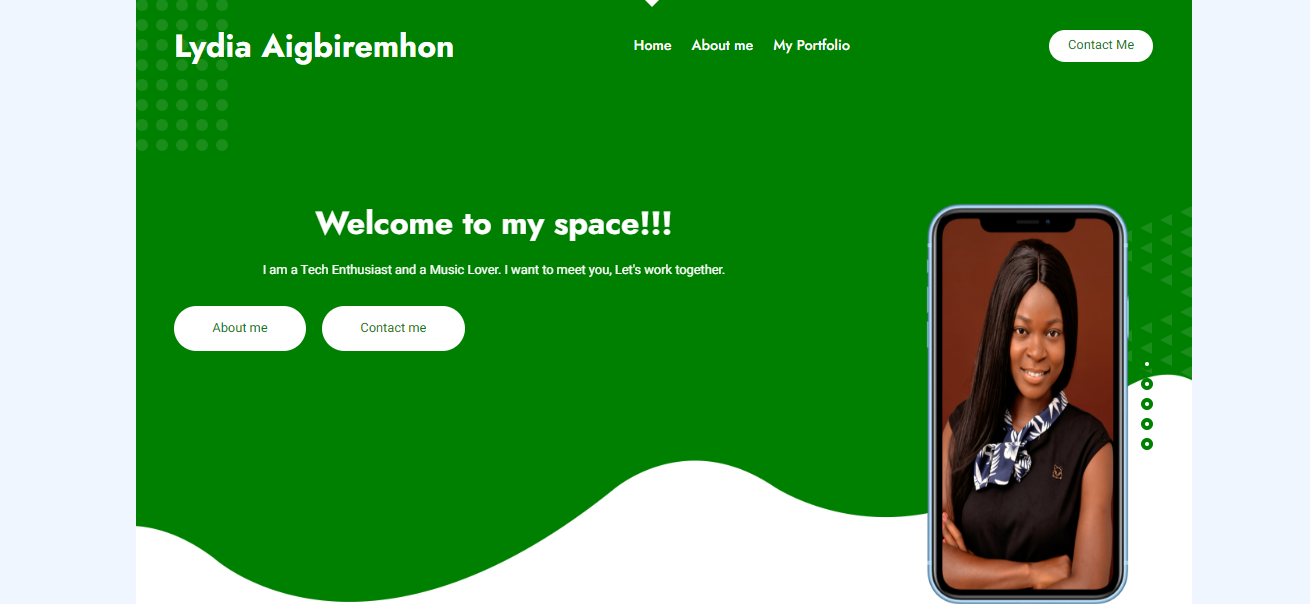 Lydia Aigbiremhon
Home About me My Portfolio
Contact Me
Welcome to my space!!!
I am a Tech Enthusiast and a Music Lover. I want to meet you, Let's work together.
About me Contact me